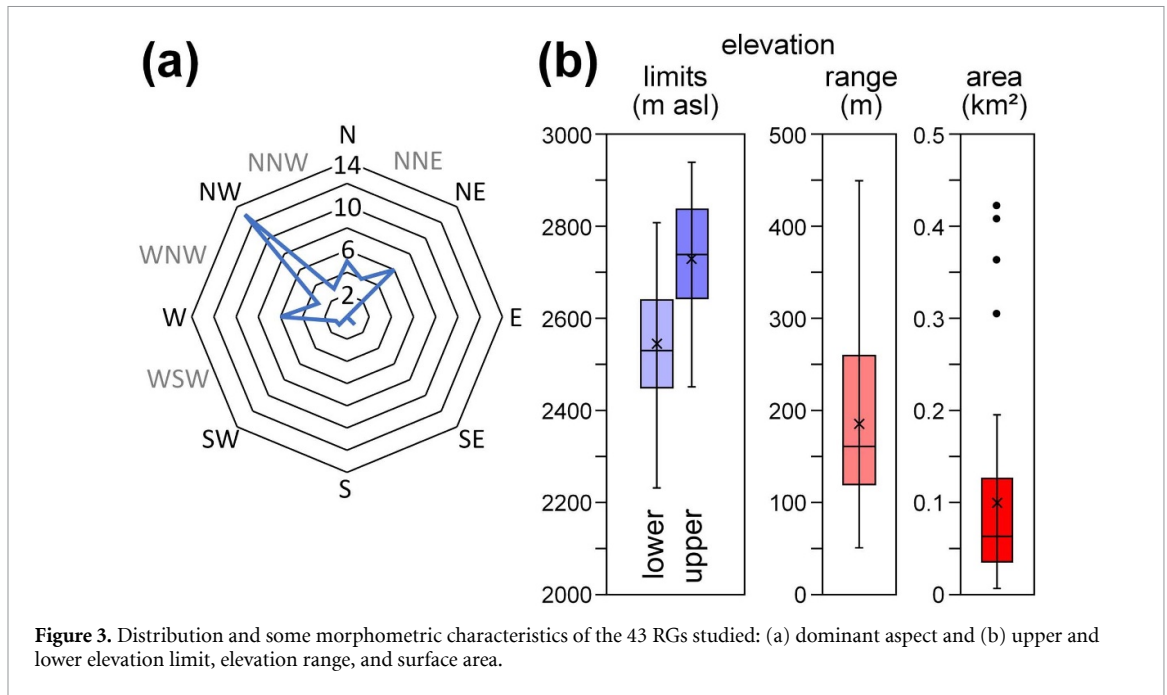 (a)
N
NNW
14
NNE
NW
NE
10
WNW
6
2
W
E
WSW
SW
SE
S
(b)
elevation
limits
(m asl)
range
(m)
area
(km²)
3000
2800
2600
2400
2200
2000
lower
upper
500
400
300
200
100
0
0.5
0.4
0.3
0.2
0.1
0
Figure 3. Distribution and some morphometric characteristics of the 43 RGs studied: (a) dominant aspect and (b) upper and
lower elevation limit, elevation range, and surface area.